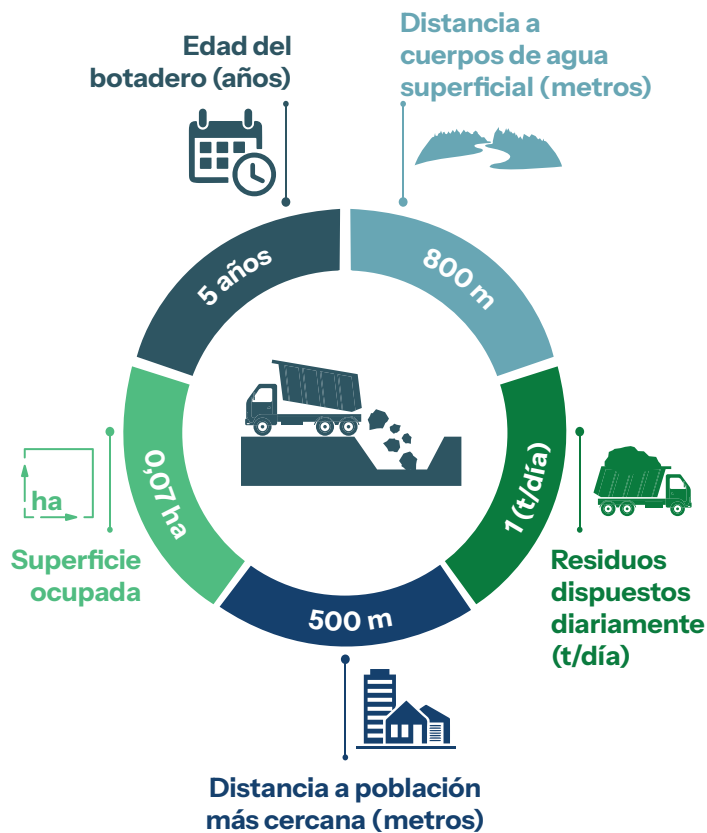 Edad del
botadero (años)
Distancia a
cuerpos de agua
superficial (metros)
5 años
800 m
0,07 ha
1 (t/día)
500 m
ha
Superficie
ocupada
Residuos
dispuestos
diariamente
(t/día)
Distancia a población
más cercana (metros)